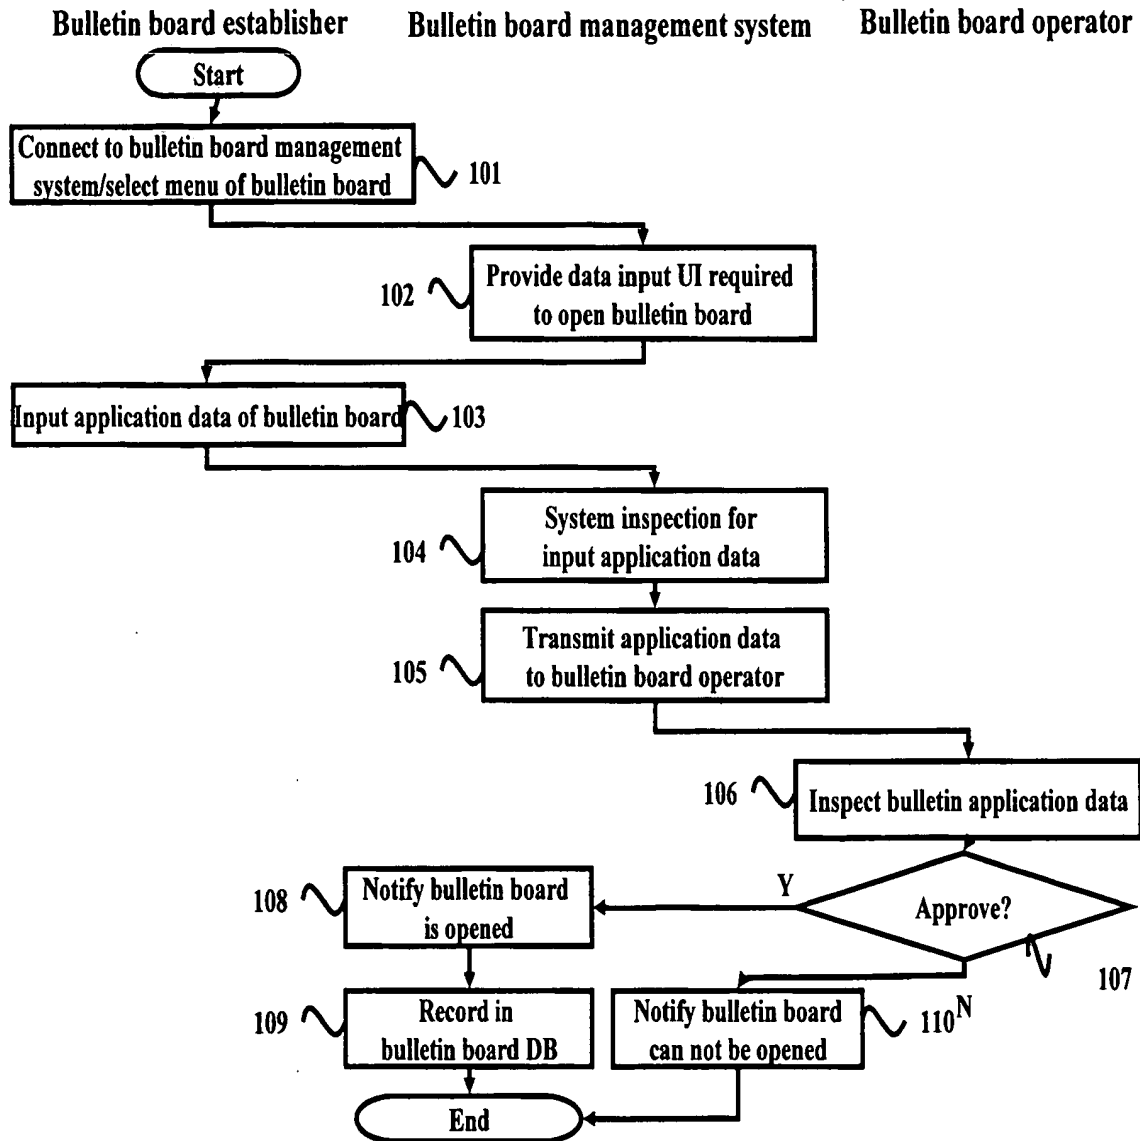 Bulletin board establisher
Bulletin board management system
Bulletin board operator
Start
Connect to bulletin board management
system/select menu of bulletin board
101
102
Provide data input UI required
to open bulletin board
Input application data of bulletin board
103
104
System inspection for
input application data
105
Transmit application data
to bulletin board operator
106
Inspect bulletin application data
108
Notify bulletin board
is opened
Y
Approve?
107
109
Record in
bulletin board DB
Notify bulletin board
can not be opened
110
N
End